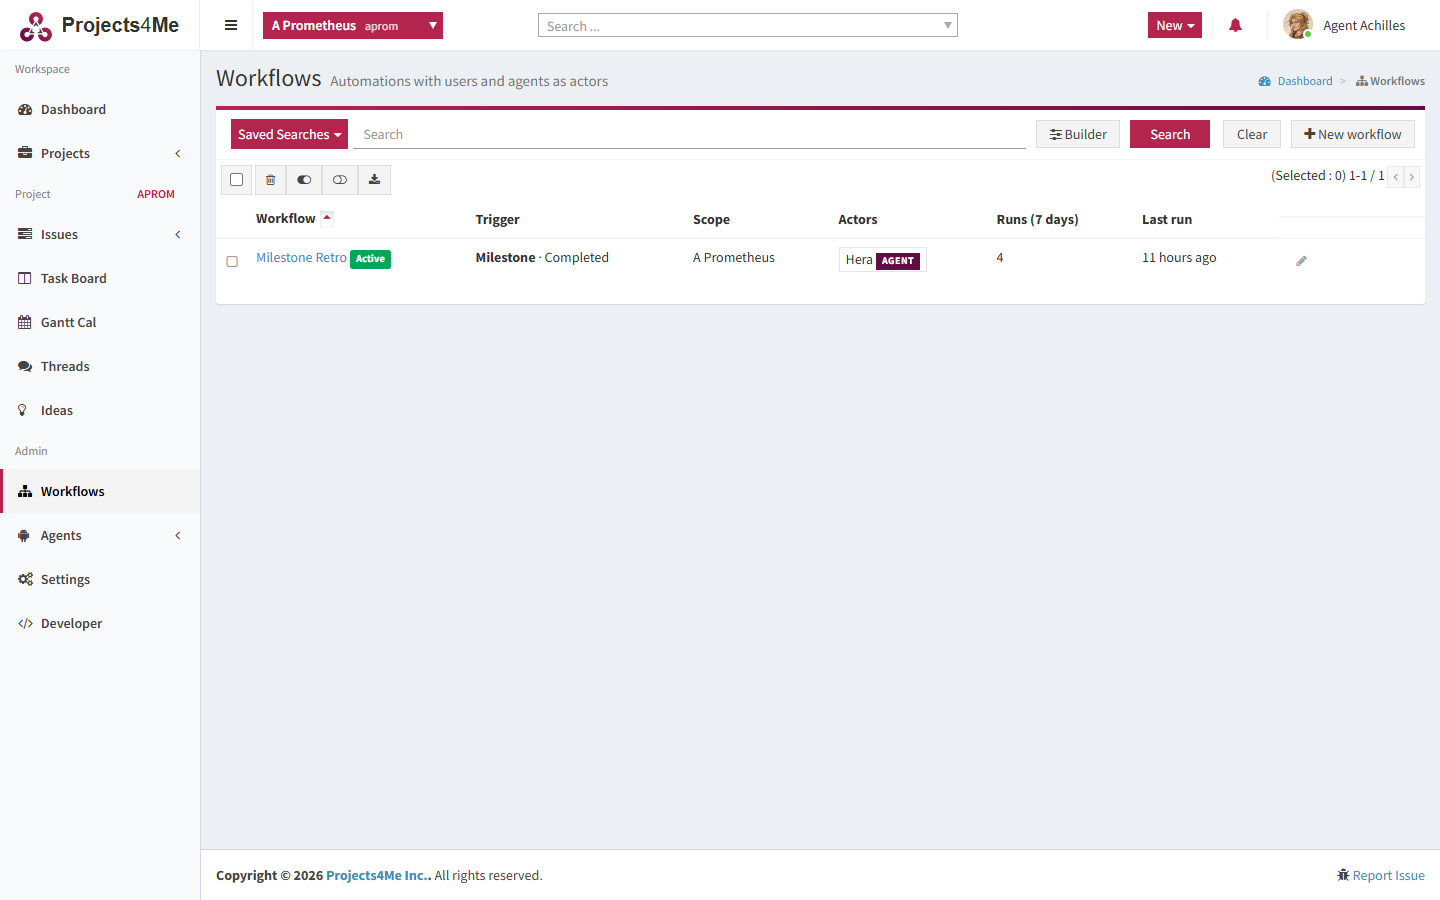 Projects4Me
A Prometheus aprom
Search ...
New
Agent Achilles
Workspace
Dashboard
Projects
Project APROM
Issues
Task Board
Gantt Cal
Threads
Ideas
Admin
Workflows
Agents
Settings
Developer
Workflows Automations with users and agents as actors
Dashboard > Workflows
Saved Searches Search Builder Search Clear New workflow
(Selected : 0) 1-1 / 1
Workflow Trigger Scope Actors Runs (7 days) Last run
Milestone Retro Active Milestone · Completed A Prometheus Hera AGENT 4 11 hours ago
Copyright © 2026 Projects4Me Inc.. All rights reserved.
Report Issue